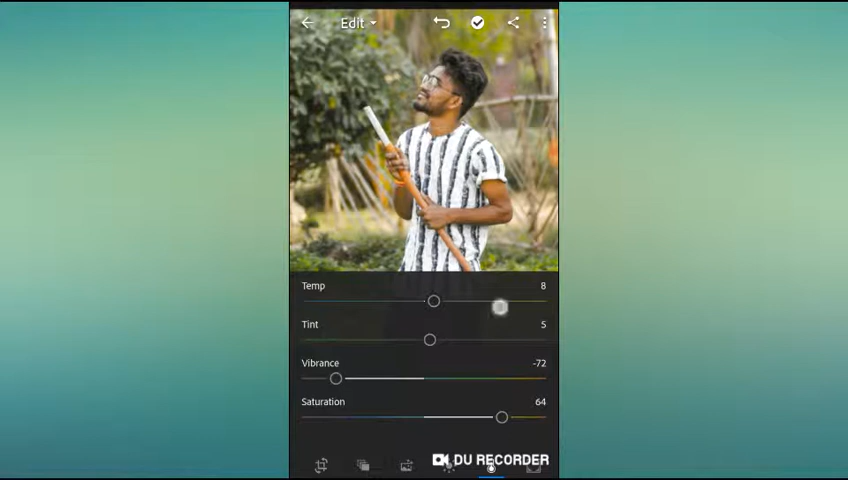 Edit
Temp 8
Tint 5
Vibrance -72
Saturation 64
DU RECORDER